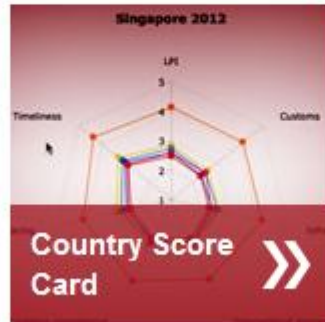 Singapore 2012
LPI
5
Timeliness
Customs
4
3
2
1
Country Score
Card